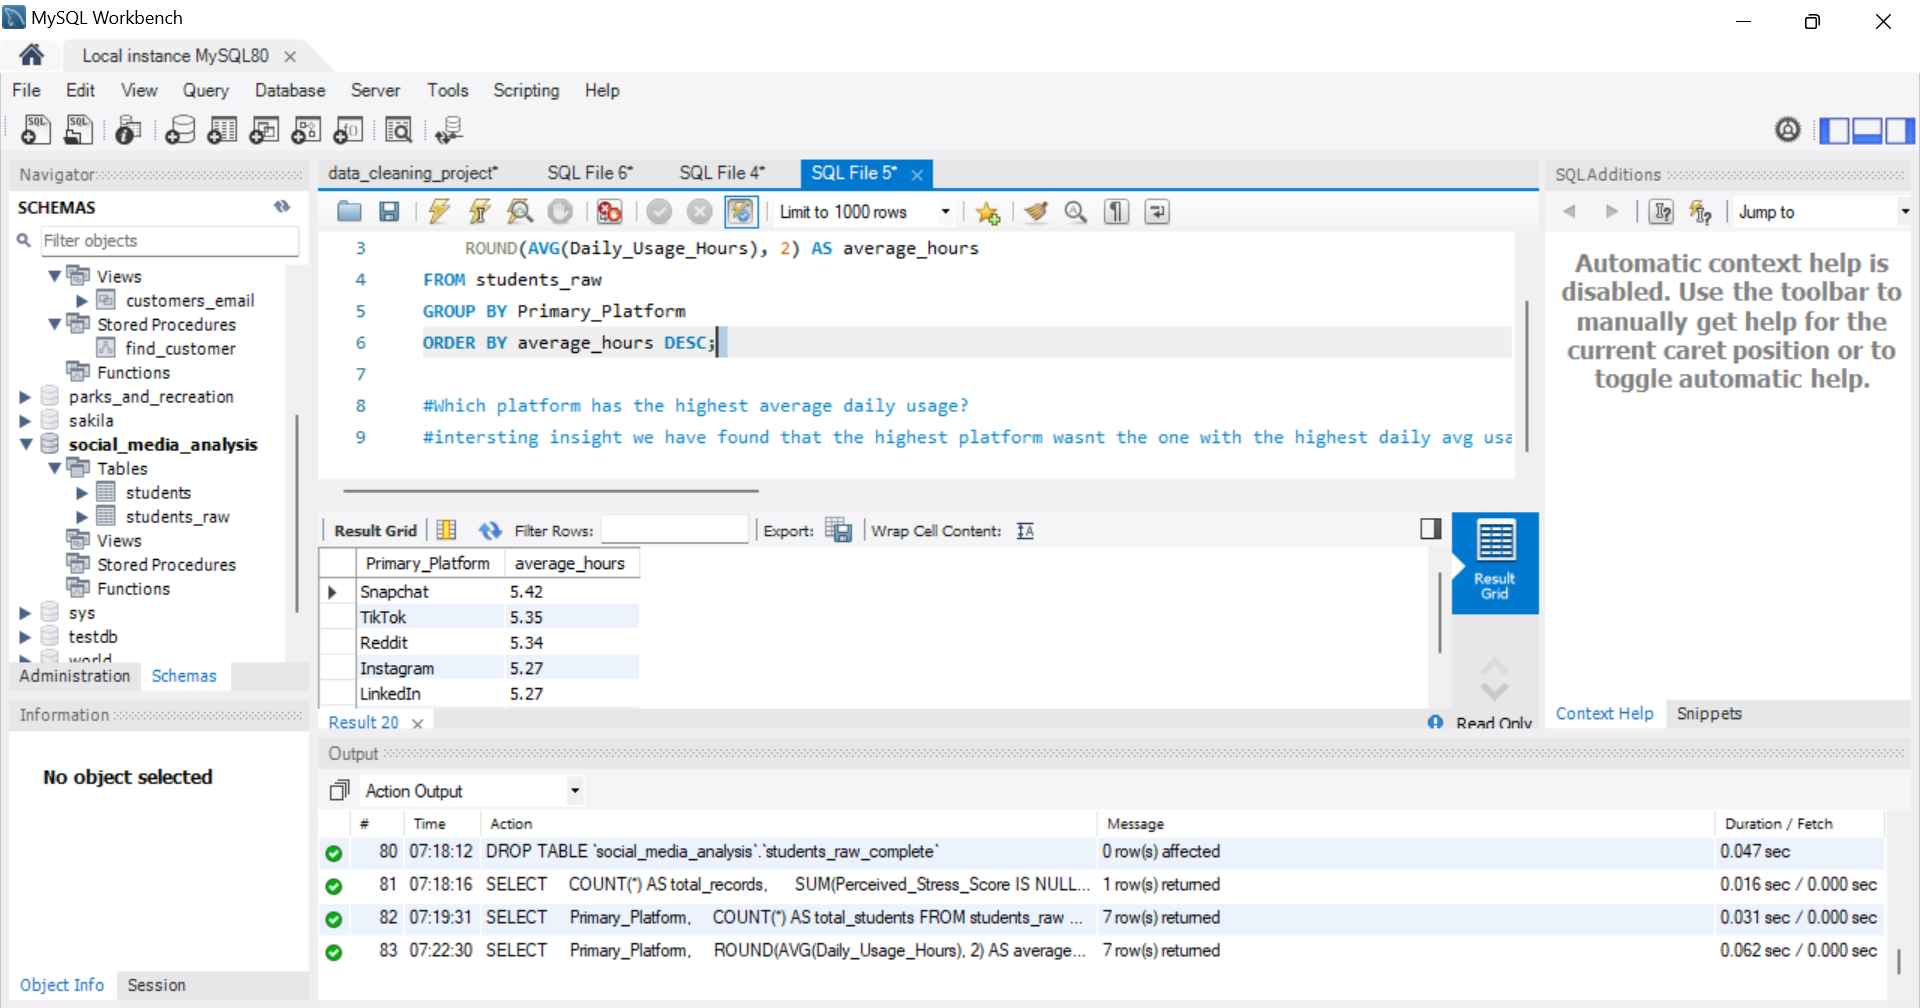 MySQL Workbench
Local instance MySQL80
File Edit View Query Database Server Tools Scripting Help
Navigator
SCHEMAS
Filter objects
Views
customers_email
Stored Procedures
find_customer
Functions
parks_and_recreation
sakila
social_media_analysis
Tables
students
students_raw
Views
Stored Procedures
Functions
sys
testdb
world
Administration Schemas
Information
No object selected
Object Info Session
data_cleaning_project* SQL File 6* SQL File 4* SQL File 5*
Limit to 1000 rows
3 ROUND(AVG(Daily_Usage_Hours), 2) AS average_hours
4 FROM students_raw
5 GROUP BY Primary_Platform
6 ORDER BY average_hours DESC;
7
8 #Which platform has the highest average daily usage?
9 #intersting insight we have found that the highest platform wasnt the one with the highest daily avg usa
Result Grid Filter Rows: Export: Wrap Cell Content:
Primary_Platform average_hours
Snapchat 5.42
TikTok 5.35
Reddit 5.34
Instagram 5.27
LinkedIn 5.27
Result Grid
Result 20 Read Only
SQLAdditions
Jump to
Automatic context help is
disabled. Use the toolbar to
manually get help for the
current caret position or to
toggle automatic help.
Context Help Snippets
Output
Action Output
# Time Action Message Duration / Fetch
80 07:18:12 DROP TABLE `social_media_analysis`.`students_raw_complete` 0 row(s) affected 0.047 sec
81 07:18:16 SELECT COUNT(*) AS total_records, SUM(Perceived_Stress_Score IS NULL... 1 row(s) returned 0.016 sec / 0.000 sec
82 07:19:31 SELECT Primary_Platform, COUNT(*) AS total_students FROM students_raw ... 7 row(s) returned 0.031 sec / 0.000 sec
83 07:22:30 SELECT Primary_Platform, ROUND(AVG(Daily_Usage_Hours), 2) AS average... 7 row(s) returned 0.062 sec / 0.000 sec